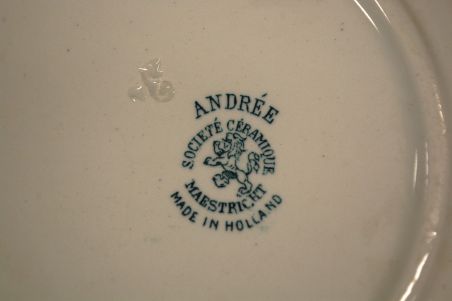 ANDRÉE
SOCIETÉ CÉRAMIQUE
MAESTRICHT
MADE IN HOLLAND